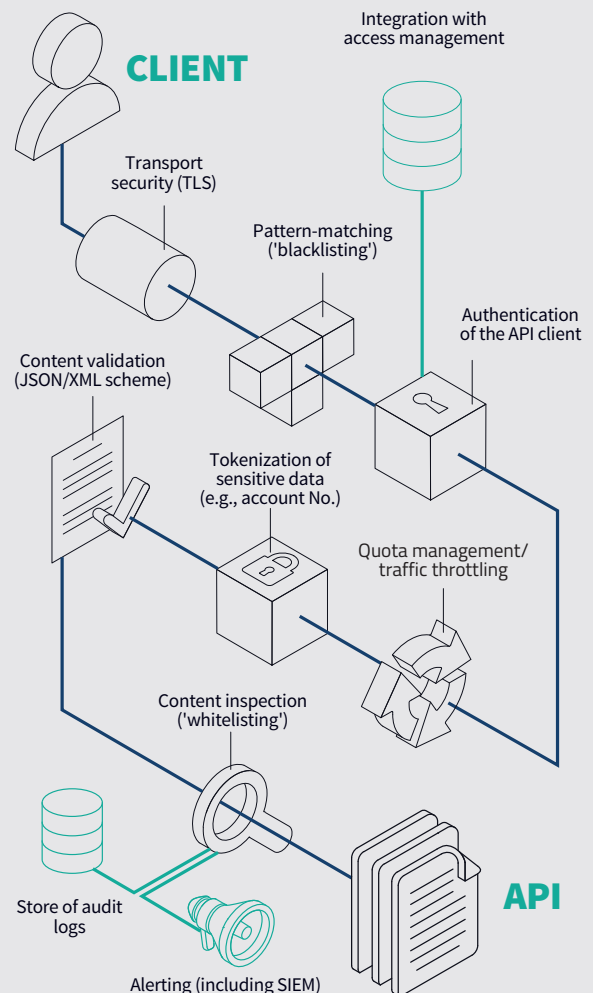 Integration with
access management
CLIENT
Transport
security (TLS)
Pattern-matching
('blacklisting')
Authentication
of the API client
Content validation
(JSON/XML scheme)
Tokenization of
sensitive data
(e.g., account No.)
Quota management/
traffic throttling
Content inspection
('whitelisting')
Store of audit
logs
API
Alerting (including SIEM)